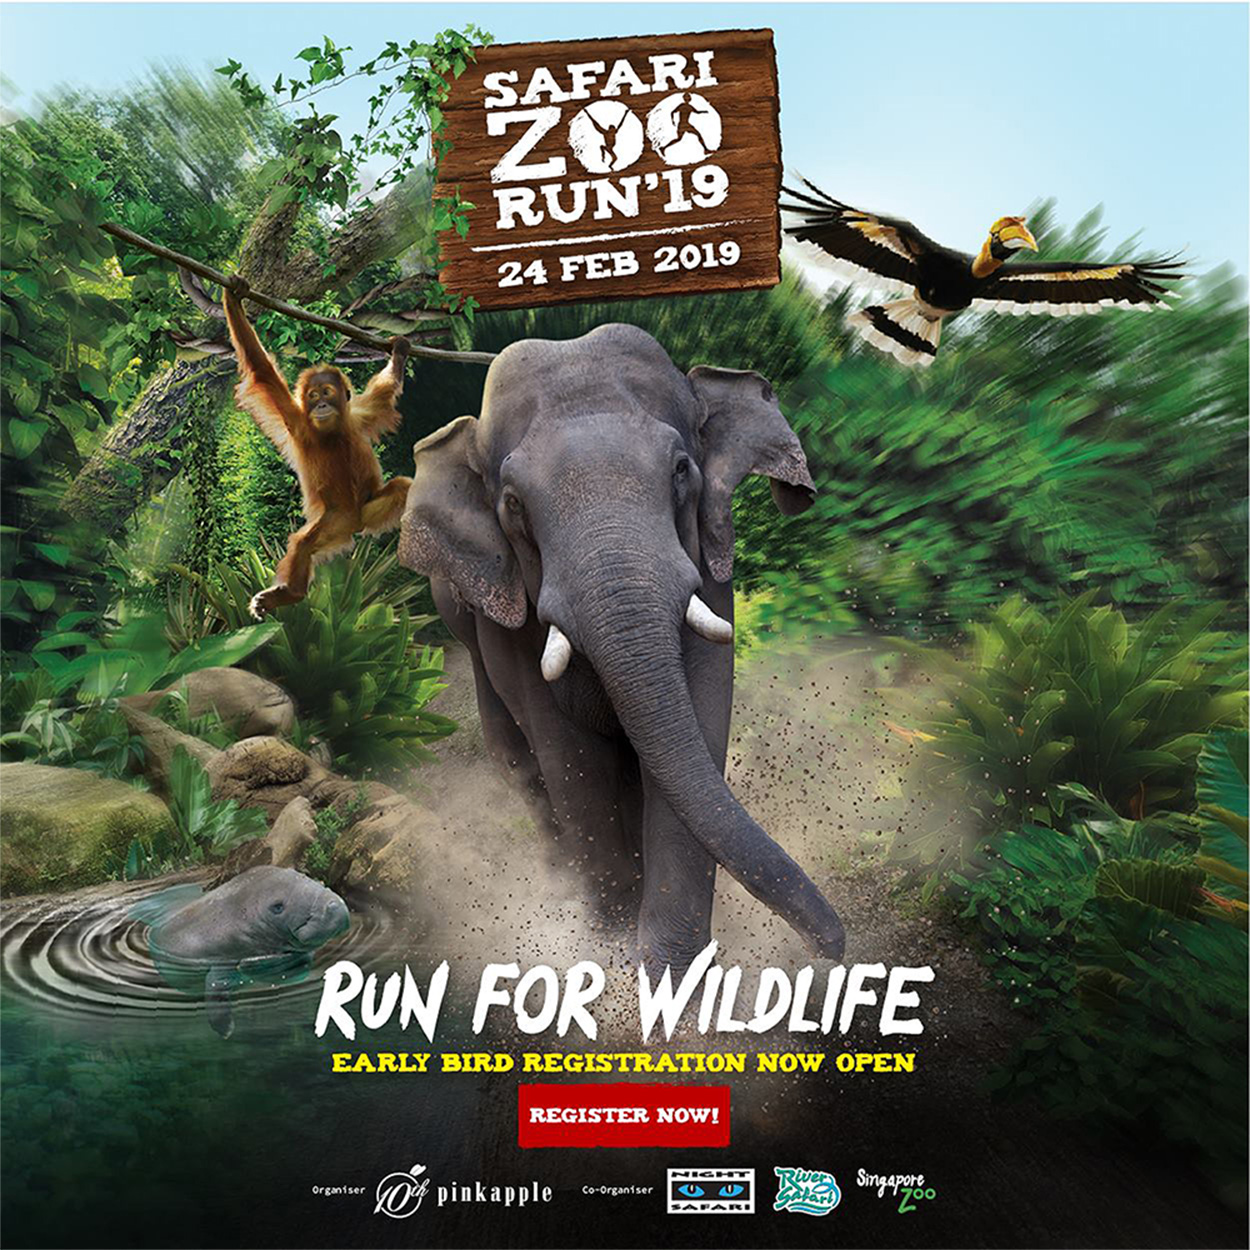 SAFARI
ZOO
RUN'19
24 FEB 2019
RUN FOR WILDLIFE
EARLY BIRD REGISTRATION NOW OPEN
REGISTER NOW!
Organiser 10th pinkapple Co-Organiser NIGHT SAFARI River Safari Singapore Zoo